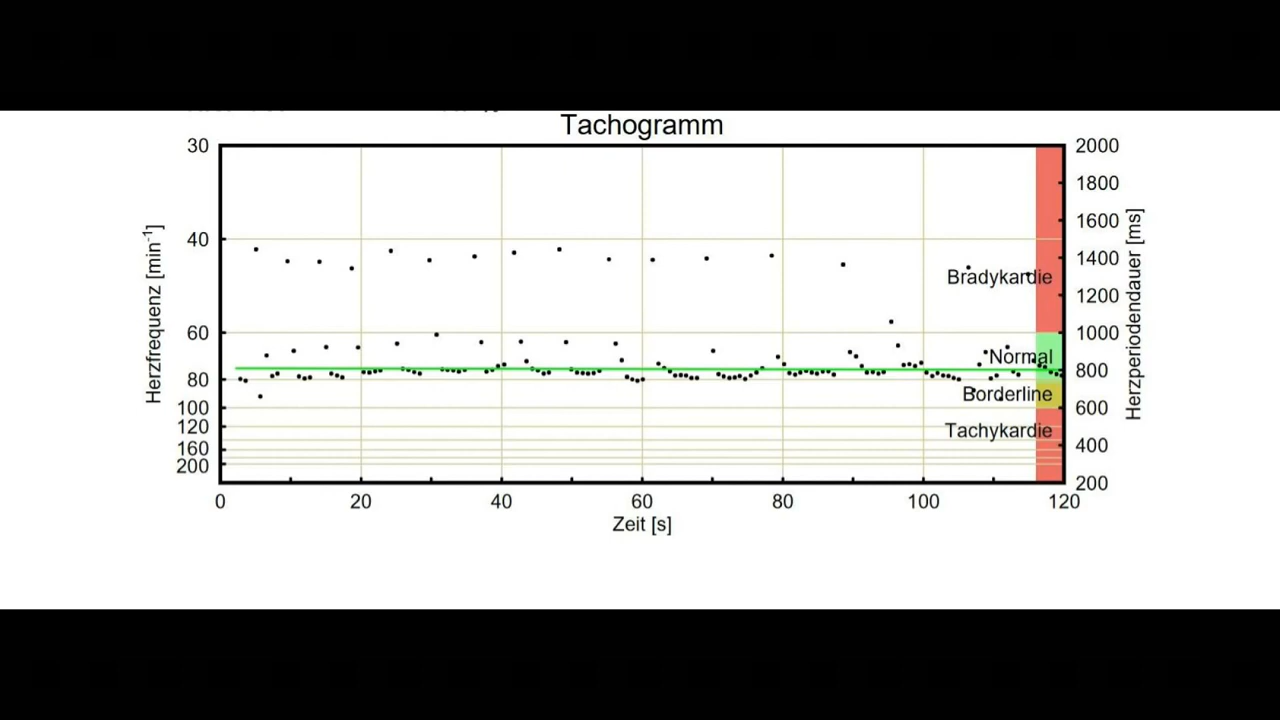 Tachogramm
30
40
60
80
100
120
160
200
Herzfrequenz [min⁻¹]
2000
1800
1600
1400
1200
1000
800
600
400
200
Herzperiodendauer [ms]
Bradykardie
Normal
Borderline
Tachykardie
0 20 40 60 80 100 120
Zeit [s]